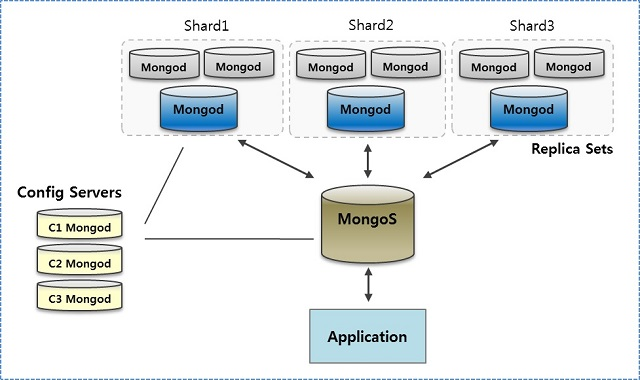 Shard1
Shard2
Shard3
Mongod
Mongod
Mongod
Mongod
Mongod
Mongod
Mongod
Mongod
Mongod
Replica Sets
Config Servers
C1 Mongod
C2 Mongod
C3 Mongod
MongoS
Application